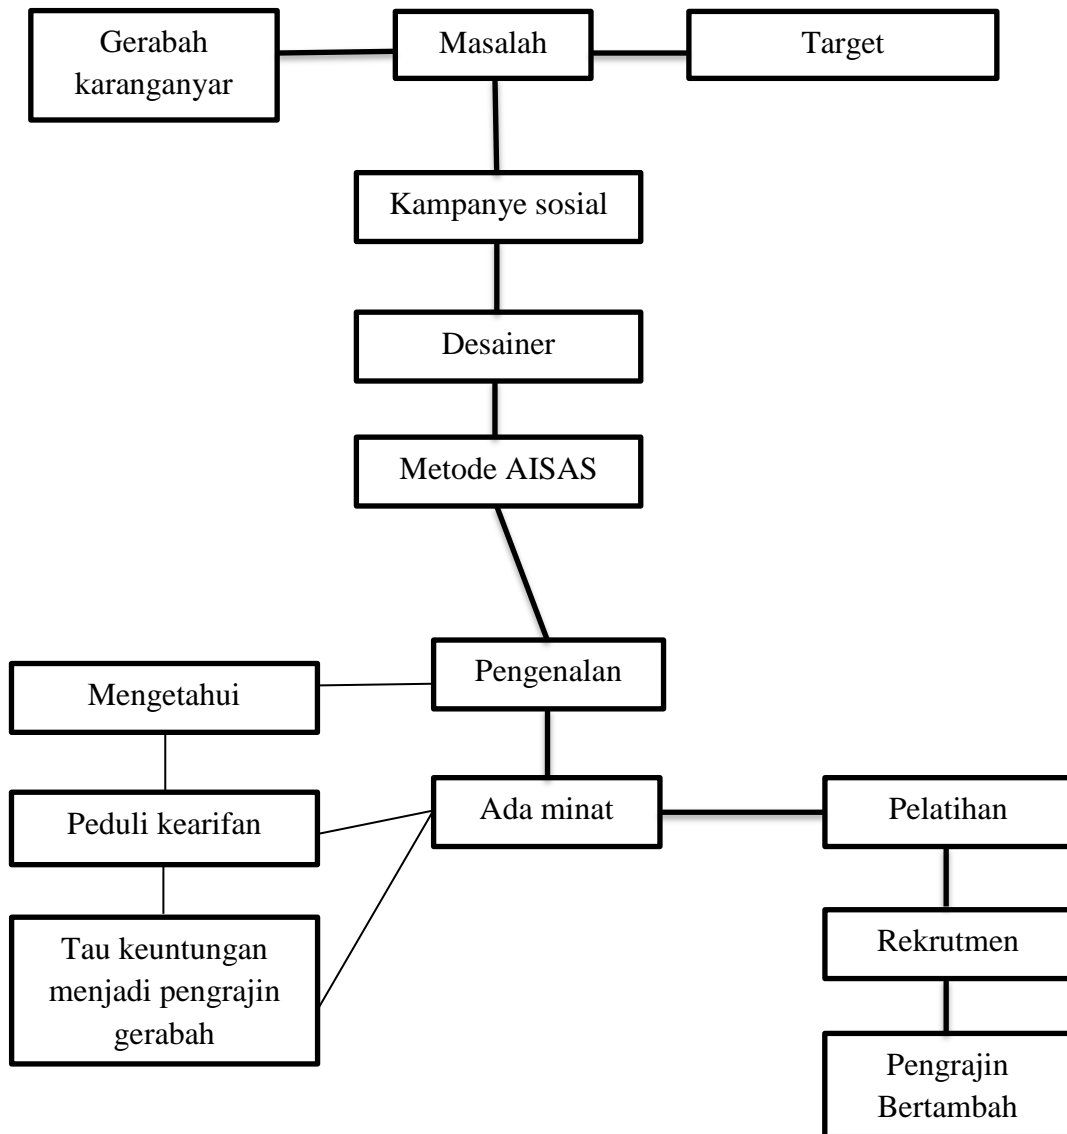 Gerabah
karanganyar
Masalah
Target
Kampanye sosial
Desainer
Metode AISAS
Pengenalan
Mengetahui
Ada minat
Pelatihan
Peduli kearifan
Rekrutmen
Tau keuntungan
menjadi pengrajin
gerabah
Pengrajin
Bertambah